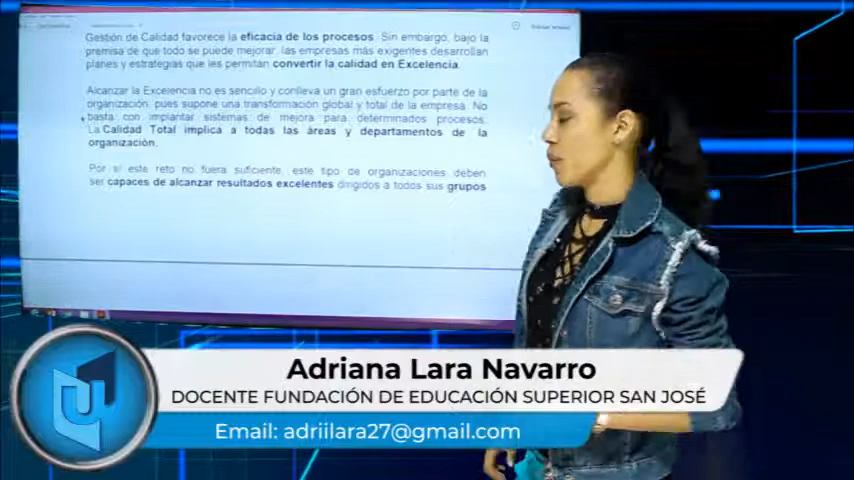 Gestión de Calidad favorece la eficacia de los procesos. Sin embargo, bajo la
premisa de que todo se puede mejorar, las empresas más exigentes desarrollan
planes y estrategias que les permitan convertir la calidad en Excelencia.
Alcanzar la Excelencia no es sencillo y conlleva un gran esfuerzo por parte de la
organización, pues supone una transformación global y total de la empresa. No
basta con implantar sistemas de mejora para determinados procesos.
La Calidad Total implica a todas las áreas y departamentos de la
organización.
Por si este reto no fuera suficiente, este tipo de organizaciones deben
ser capaces de alcanzar resultados excelentes dirigidos a todos sus grupos
Adriana Lara Navarro
DOCENTE FUNDACIÓN DE EDUCACIÓN SUPERIOR SAN JOSÉ
Email: adriilara27@gmail.com